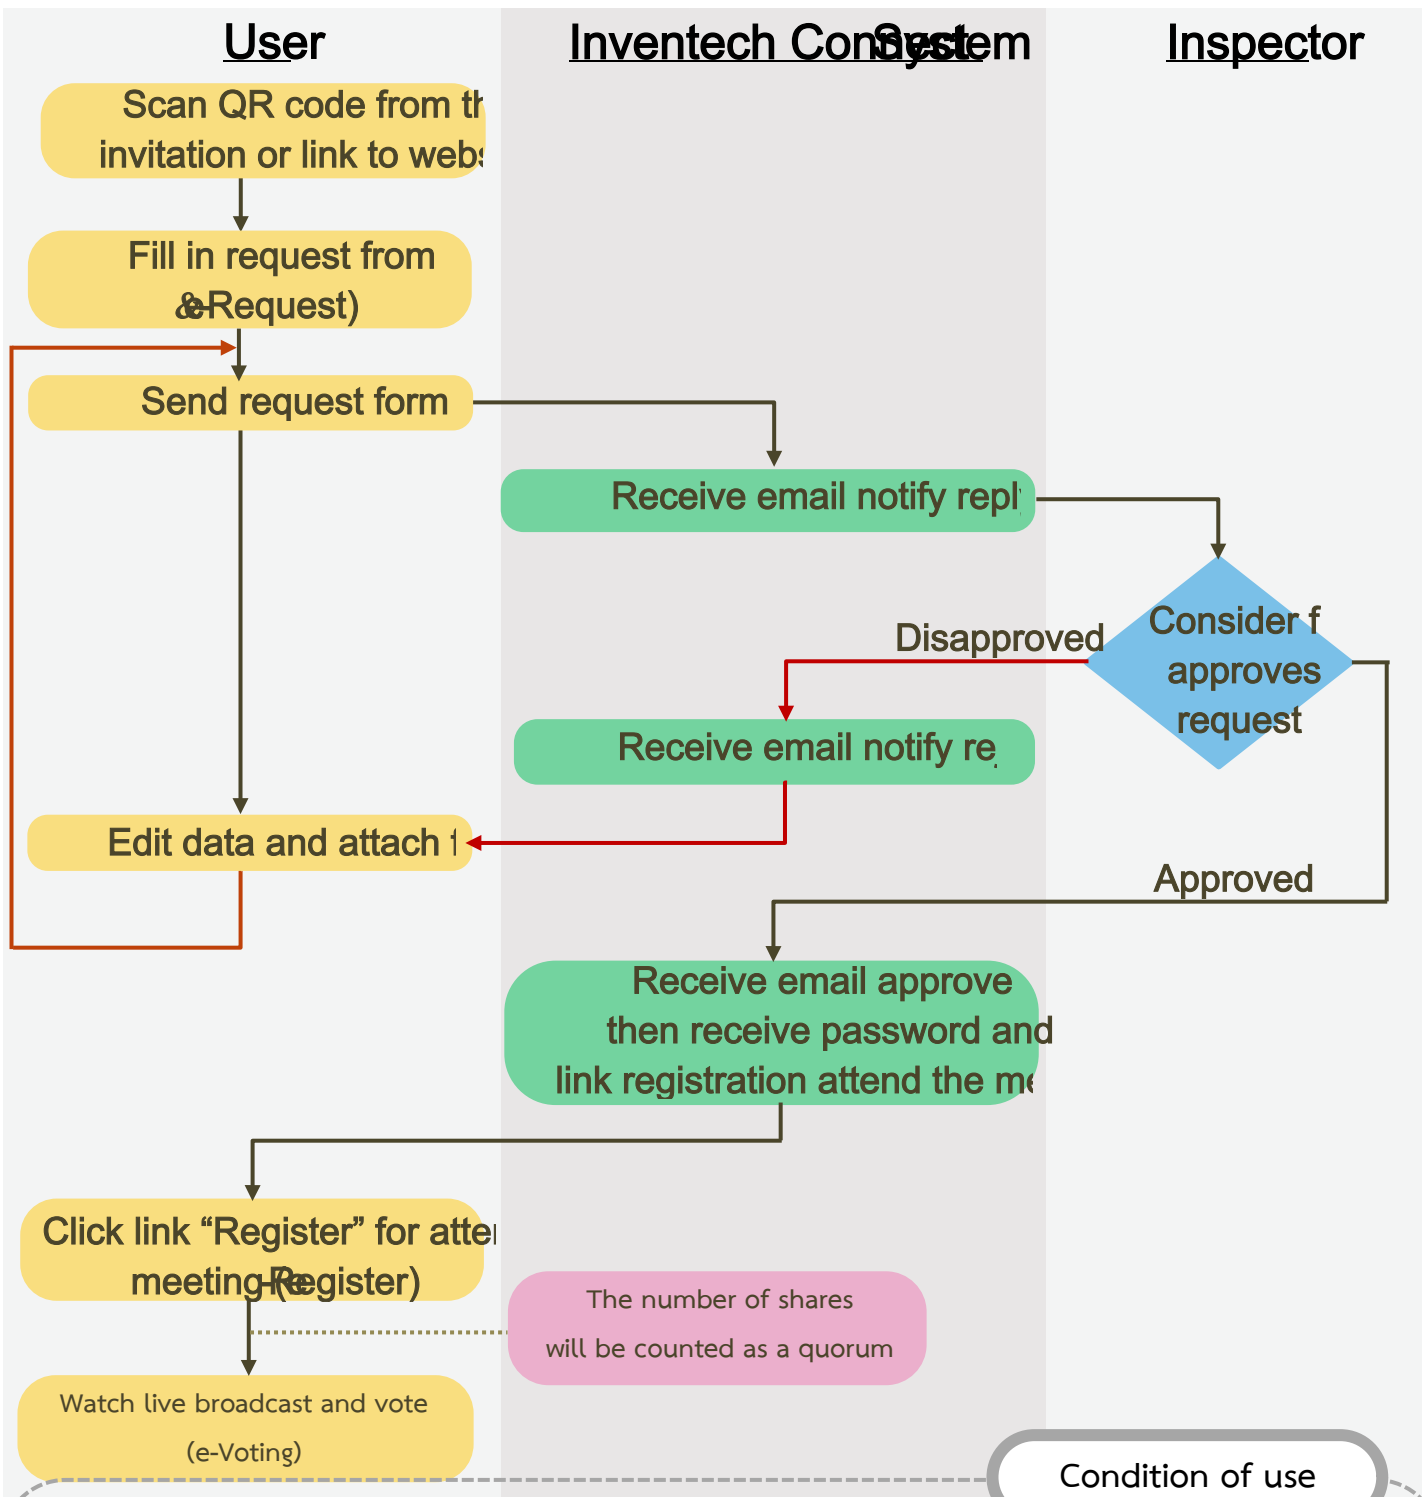 User
Inventech Connect System
Inspector
Scan QR code from th
invitation or link to webs
Fill in request from
(e-Request)
Send request form
Receive email notify reply
Consider f
approves
request
Disapproved
Receive email notify re
Edit data and attach f
Approved
Receive email approve
then receive password and
link registration attend the me
Click link “Register” for atten
meeting (e-Register)
The number of shares
will be counted as a quorum
Watch live broadcast and vote
(e-Voting)
Condition of use